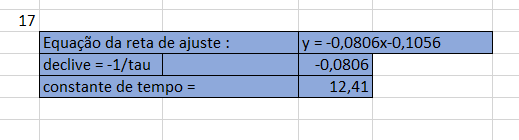 17
Equação da reta de ajuste : y = -0,0806x-0,1056
declive = -1/tau -0,0806
constante de tempo = 12,41